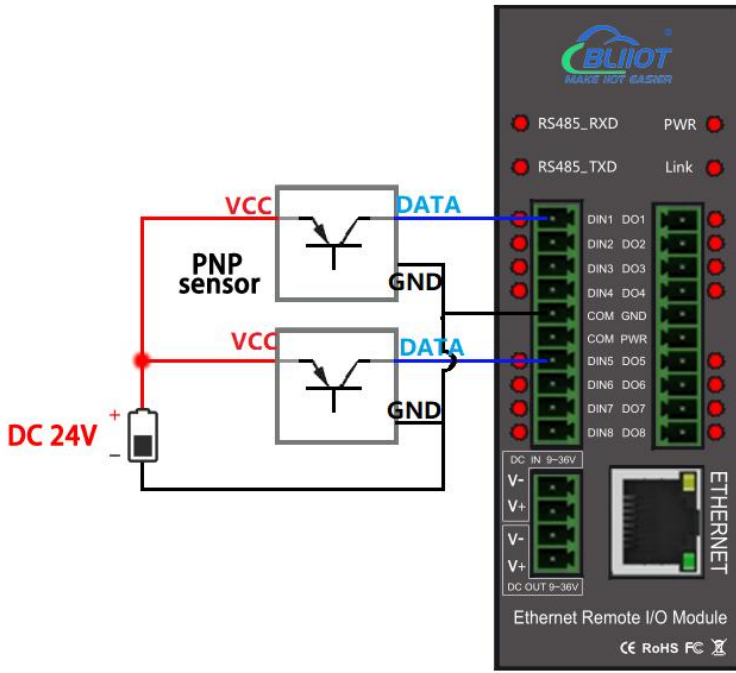 BLIIOT
MAKE IIOT EASIER
RS485_RXD PWR
RS485_TXD Link
VCC DATA
DIN1 DO1
DIN2 DO2
PNP
sensor
DIN3 DO3
GND
DIN4 DO4
COM GND
COM PWR
VCC DATA
DIN5 DO5
DIN6 DO6
GND
DIN7 DO7
+
DC 24V
DIN8 DO8
–
DC IN 9-36V
V-
V+
V-
V+
DC OUT 9-36V
ETHERNET
Ethernet Remote I/O Module
CE RoHS FC